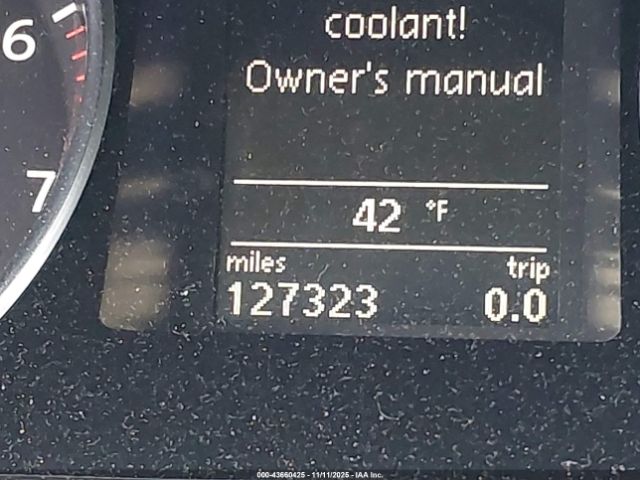 6
7
coolant!
Owner's manual
42 °F
miles trip
127323 0.0
000-43660425 - 11/11/2025 - IAA Inc.